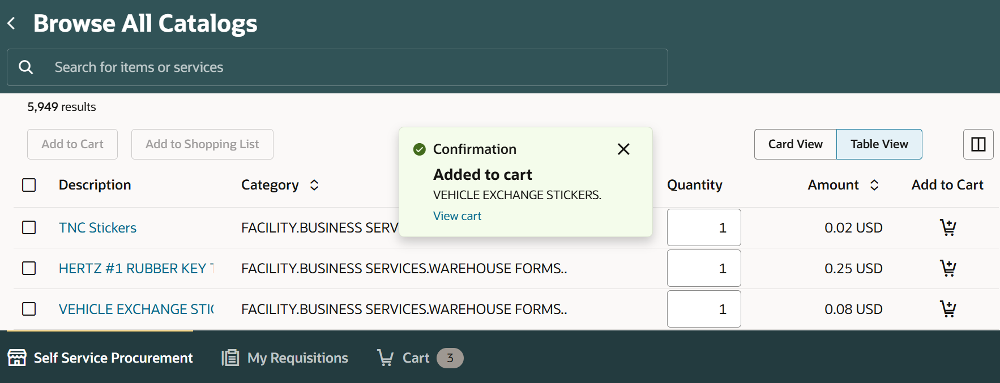 Browse All Catalogs
Search for items or services
5,949 results
Add to Cart
Add to Shopping List
Confirmation
Added to cart
VEHICLE EXCHANGE STICKERS.
View cart
Card View
Table View
Description
Category
Quantity
Amount
Add to Cart
TNC Stickers
FACILITY.BUSINESS SERV
1
0.02 USD
HERTZ #1 RUBBER KEY
FACILITY.BUSINESS SERVICES.WAREHOUSE FORMS..
1
0.25 USD
VEHICLE EXCHANGE STIC
FACILITY.BUSINESS SERVICES.WAREHOUSE FORMS..
1
0.08 USD
Self Service Procurement
My Requisitions
Cart
3